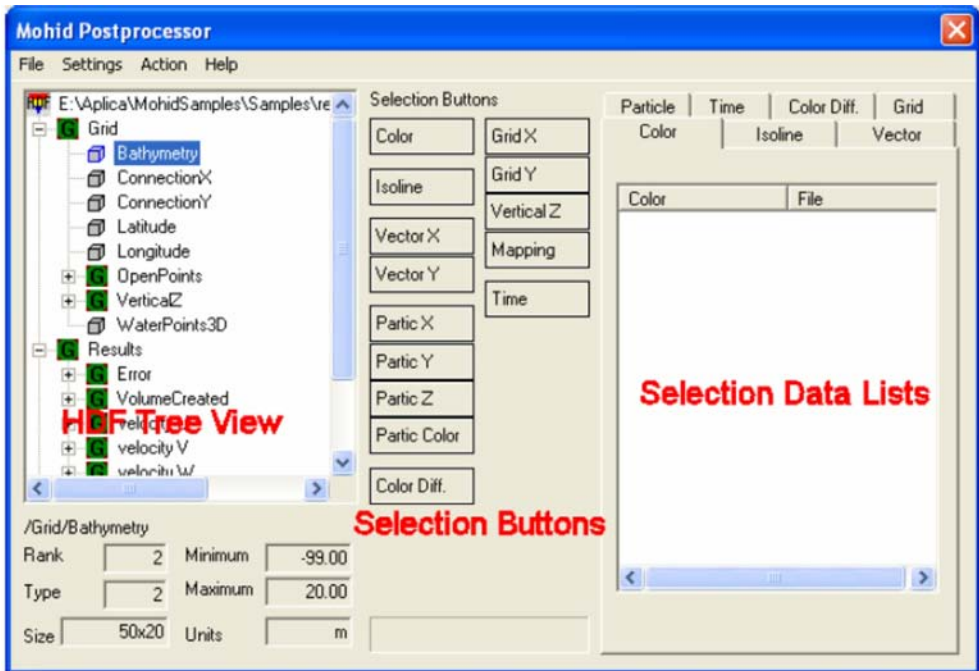 Mohid Postprocessor
File Settings Action Help
E:\Aplica\MohidSamples\Samples\re
Grid
Bathymetry
ConnectionX
ConnectionY
Latitude
Longitude
OpenPoints
VerticalZ
WaterPoints3D
Results
Error
VolumeCreated
velocity
velocity V
velocity W
HDF Tree View
/Grid/Bathymetry
Rank 2 Minimum -99.00
Type 2 Maximum 20.00
Size 50x20 Units m
Selection Buttons
Color
Isoline
Vector X
Vector Y
Partic X
Partic Y
Partic Z
Partic Color
Color Diff.
Grid X
Grid Y
Vertical Z
Mapping
Time
Selection Buttons
Particle Time Color Diff. Grid
Color Isoline Vector
Color File
Selection Data Lists